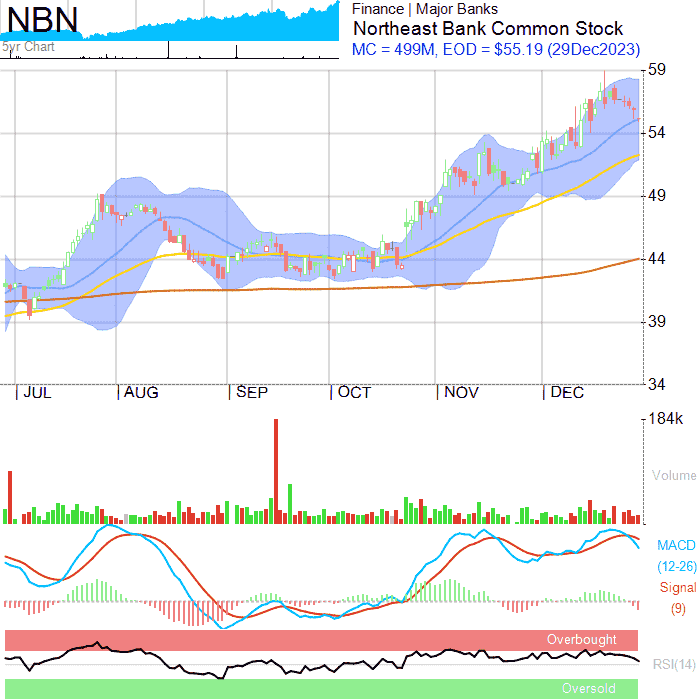 NBN
5yr Chart
Finance | Major Banks
Northeast Bank Common Stock
MC = 499M, EOD = $55.19 (29Dec2023)
59
54
49
44
39
34
|JUL |AUG |SEP |OCT |NOV |DEC
184k
Volume
MACD
(12-26)
Signal
(9)
Overbought
RSI(14)
Oversold